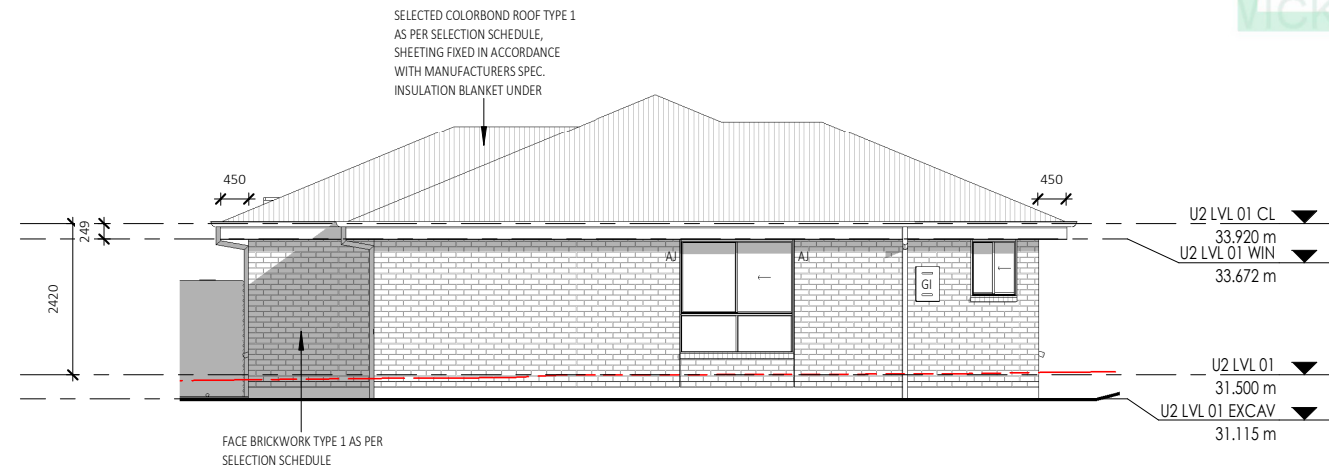 VICK
SELECTED COLORBOND ROOF TYPE 1
AS PER SELECTION SCHEDULE,
SHEETING FIXED IN ACCORDANCE
WITH MANUFACTURERS SPEC.
INSULATION BLANKET UNDER
450
450
249
2420
U2 LVL 01 CL
33.920 m
U2 LVL 01 WIN
33.672 m
AJ
AJ
GI
U2 LVL 01
31.500 m
U2 LVL 01 EXCAV
31.115 m
FACE BRICKWORK TYPE 1 AS PER
SELECTION SCHEDULE